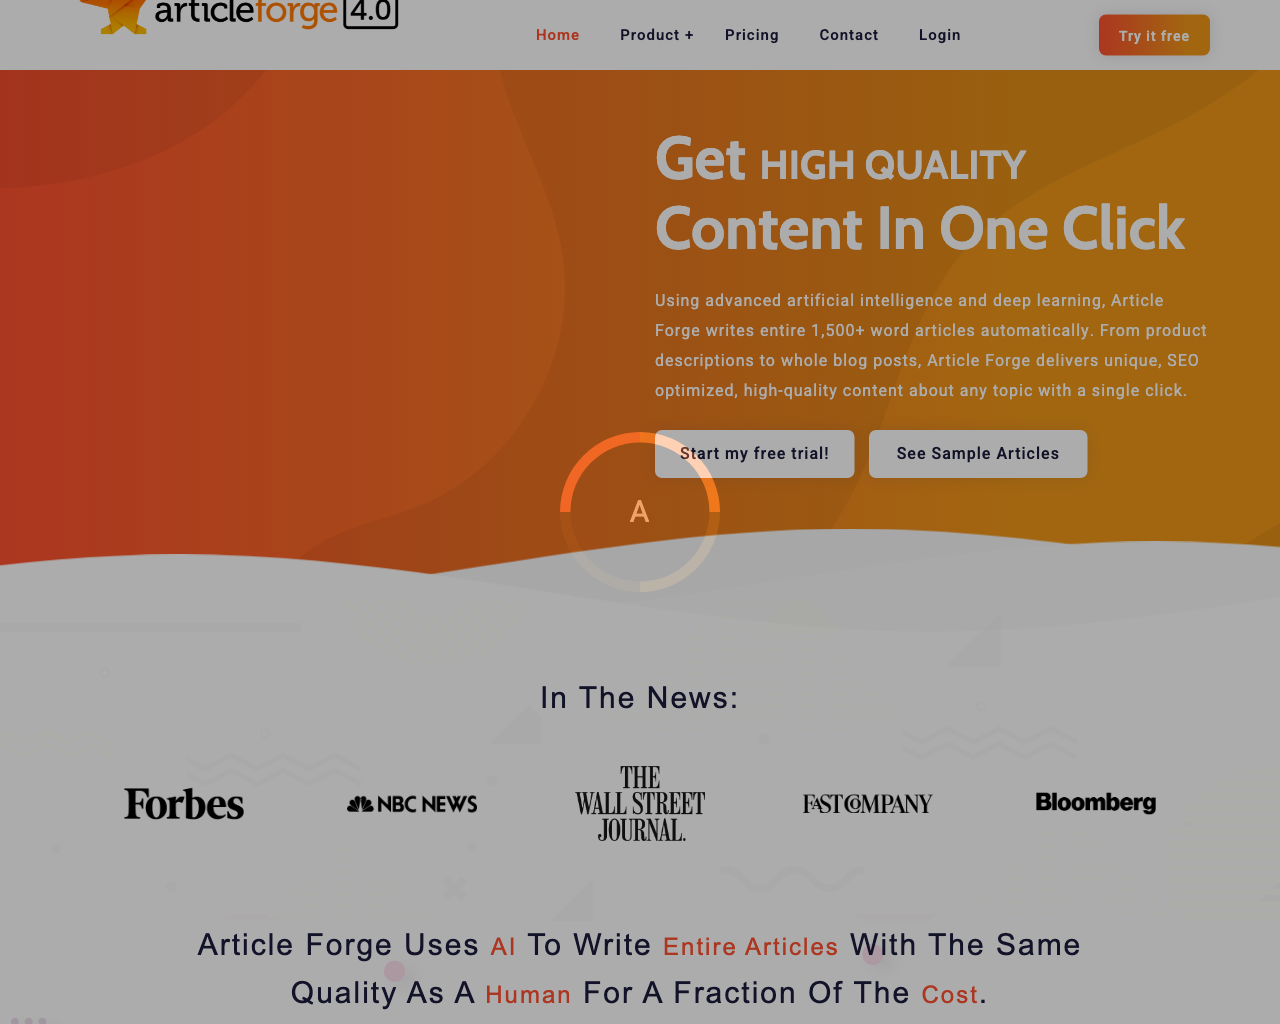 articleforge 4.0
Home Product + Pricing Contact Login Try it free
Get HIGH QUALITY
Content In One Click
Using advanced artificial intelligence and deep learning, Article
Forge writes entire 1,500+ word articles automatically. From product
descriptions to whole blog posts, Article Forge delivers unique, SEO
optimized, high-quality content about any topic with a single click.
Start my free trial! See Sample Articles
A
In The News:
Forbes
NBC NEWS
THE
WALL STREET
JOURNAL.
FAST COMPANY
Bloomberg
Article Forge Uses AI To Write Entire Articles With The Same
Quality As A Human For A Fraction Of The Cost.